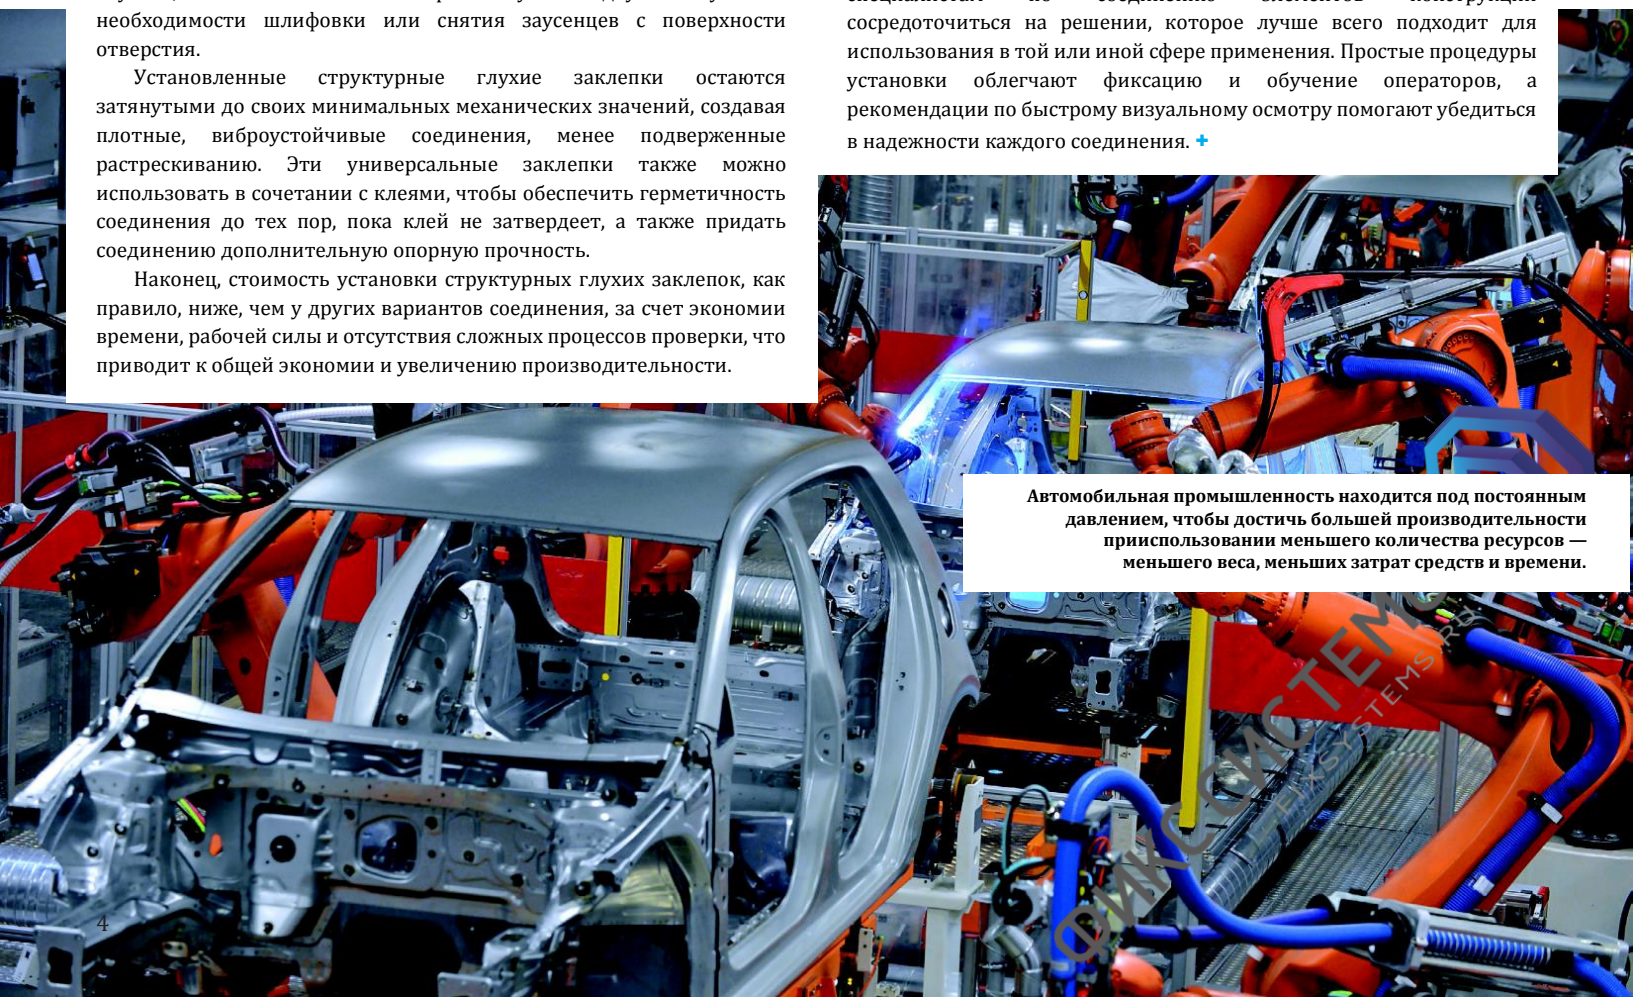 необходимости шлифовки или снятия заусенцев с поверхности
отверстия.
Установленные структурные глухие заклепки остаются
затянутыми до своих минимальных механических значений, создавая
плотные, виброустойчивые соединения, менее подверженные
растрескиванию. Эти универсальные заклепки также можно
использовать в сочетании с клеями, чтобы обеспечить герметичность
соединения до тех пор, пока клей не затвердеет, а также придать
соединению дополнительную опорную прочность.
Наконец, стоимость установки структурных глухих заклепок, как
правило, ниже, чем у других вариантов соединения, за счет экономии
времени, рабочей силы и отсутствия сложных процессов проверки, что
приводит к общей экономии и увеличению производительности.
сосредоточиться на решении, которое лучше всего подходит для
использования в той или иной сфере применения. Простые процедуры
установки облегчают фиксацию и обучение операторов, а
рекомендации по быстрому визуальному осмотру помогают убедиться
в надежности каждого соединения. +
Автомобильная промышленность находится под постоянным
давлением, чтобы достичь большей производительности
прииспользовании меньшего количества ресурсов —
меньшего веса, меньших затрат средств и времени.
ФИКССИСТЕМС
FIXSYSTEMS.RU
4